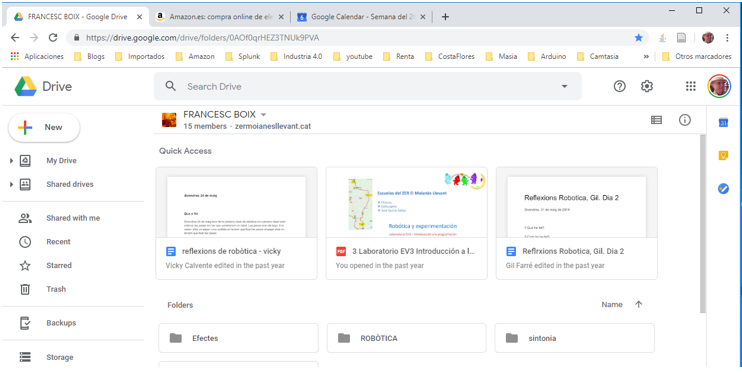 FRANCESC BOIX - Google Drive
Amazon.es: compra online de ele
Google Calendar - Semana del 2
https://drive.google.com/drive/folders/0AOf0qrHEZ3TNUk9PVA
Aplicaciones Blogs Importados Amazon Splunk Industria 4.0 youtube Renta CostaFlores Masia Arduino Camtasia » Otros marcadores
Drive
Search Drive
New
My Drive
Shared drives
Shared with me
Recent
Starred
Trash
Backups
Storage
FRANCESC BOIX
15 members · zermoianesllevant.cat
Quick Access
reflexions de robòtica - vicky
Vicky Calvente edited in the past year
Robótica y experimentación
PDF
3 Laboratorio EV3 Introducción a l...
You opened in the past year
Reflexions Robotica. Gil. Dia 2
Reflrxions Robotica, Gil. Dia 2
Gil Farré edited in the past year
Folders
Name
Efectes
ROBÒTICA
sintonia